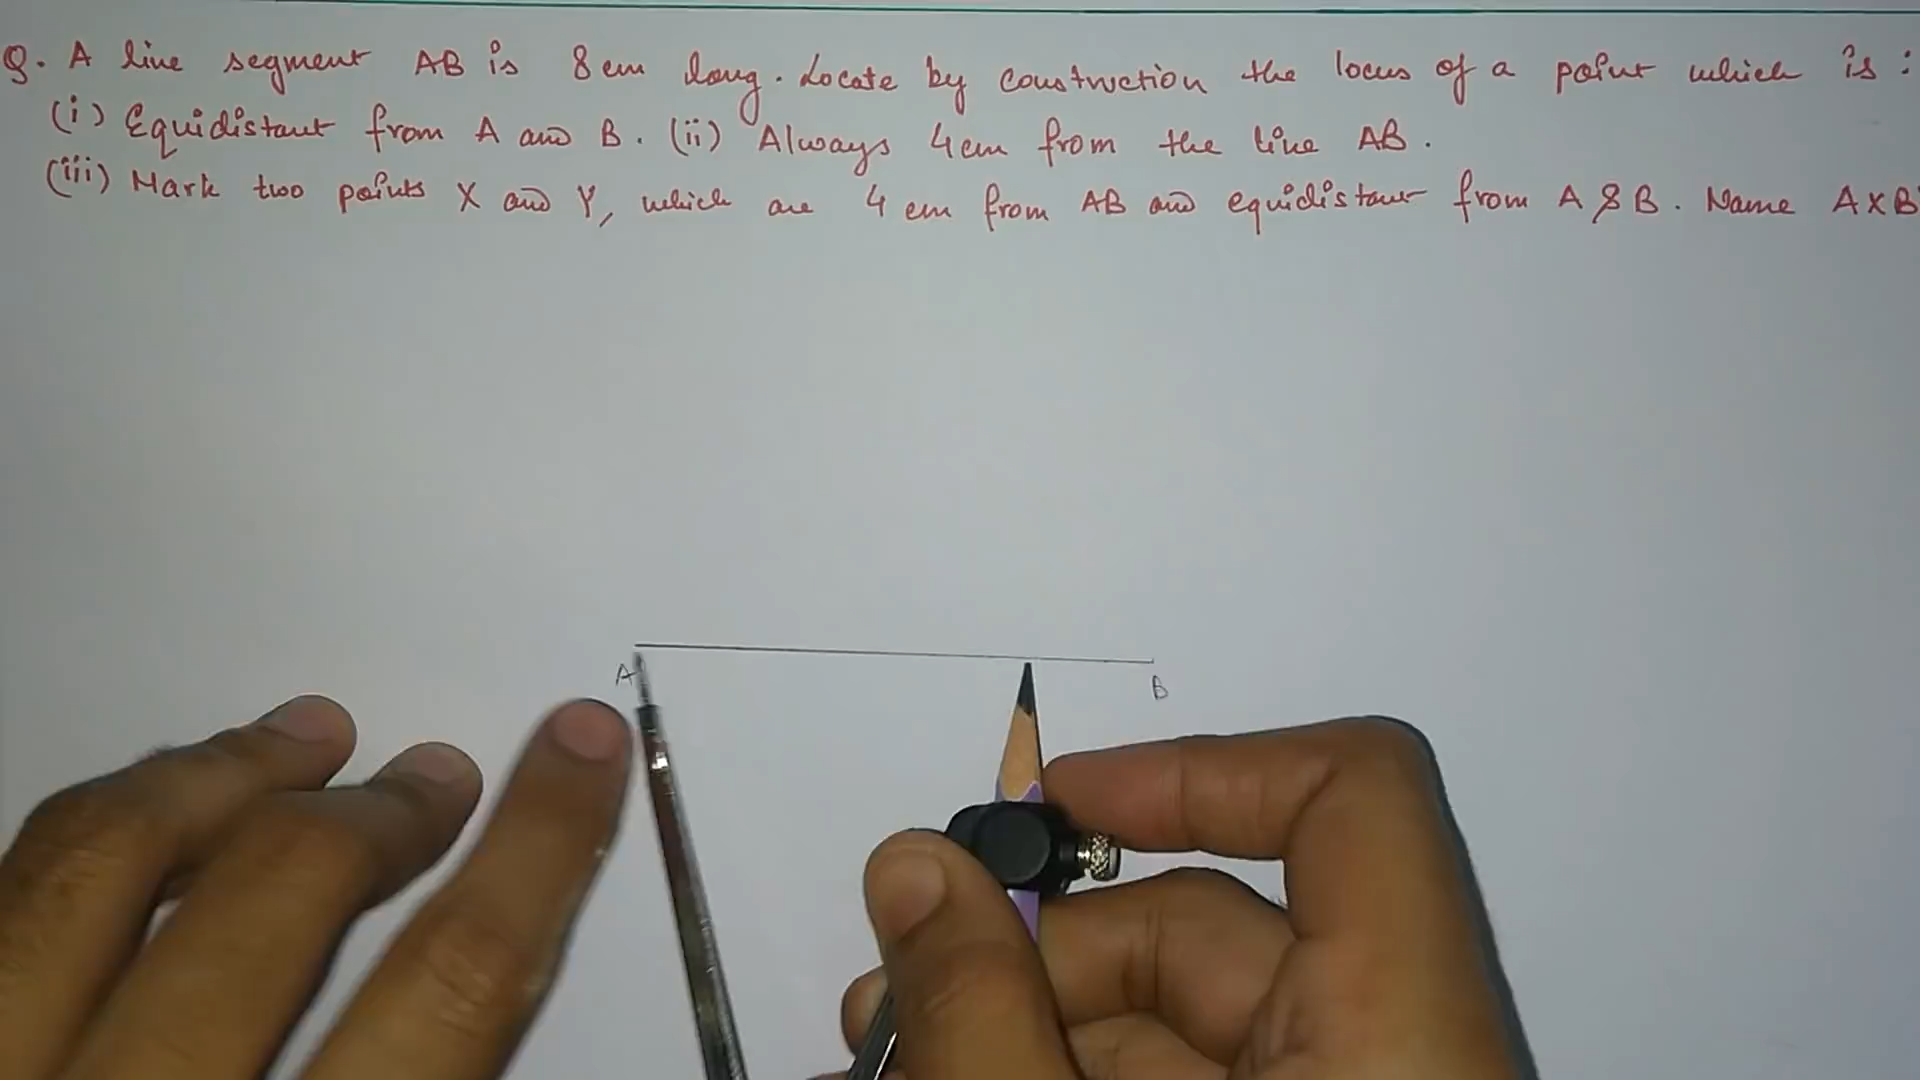 Q. A line segment AB is 8 cm long. Locate by construction the locus of a point which is :
(i) Equidistant from A and B. (ii) Always 4 cm from the line AB.
(iii) Mark two points X and Y, which are 4 cm from AB and equidistant from A & B. Name AXB
A
B